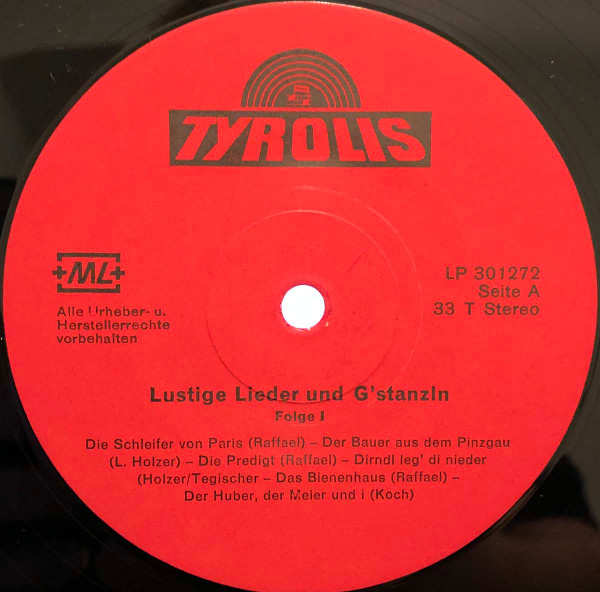 TYROLIS
+ML+
Alle Urheber- u.
Herstellerrechte
vorbehalten
LP 301272
Seite A
33 T Stereo
Lustige Lieder und G'stanzln
Folge I
Die Schleifer von Paris (Raffael) – Der Bauer aus dem Pinzgau
(L. Holzer) – Die Predigt (Raffael) – Dirndl leg' di nieder
(Holzer/Tegischer – Das Bienenhaus (Raffael) –
Der Huber, der Meier und i (Koch)